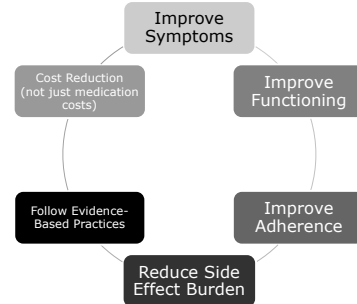 Improve
Symptoms
Improve
Functioning
Improve
Adherence
Reduce Side
Effect Burden
Follow Evidence-
Based Practices
Cost Reduction
(not just medication
costs)